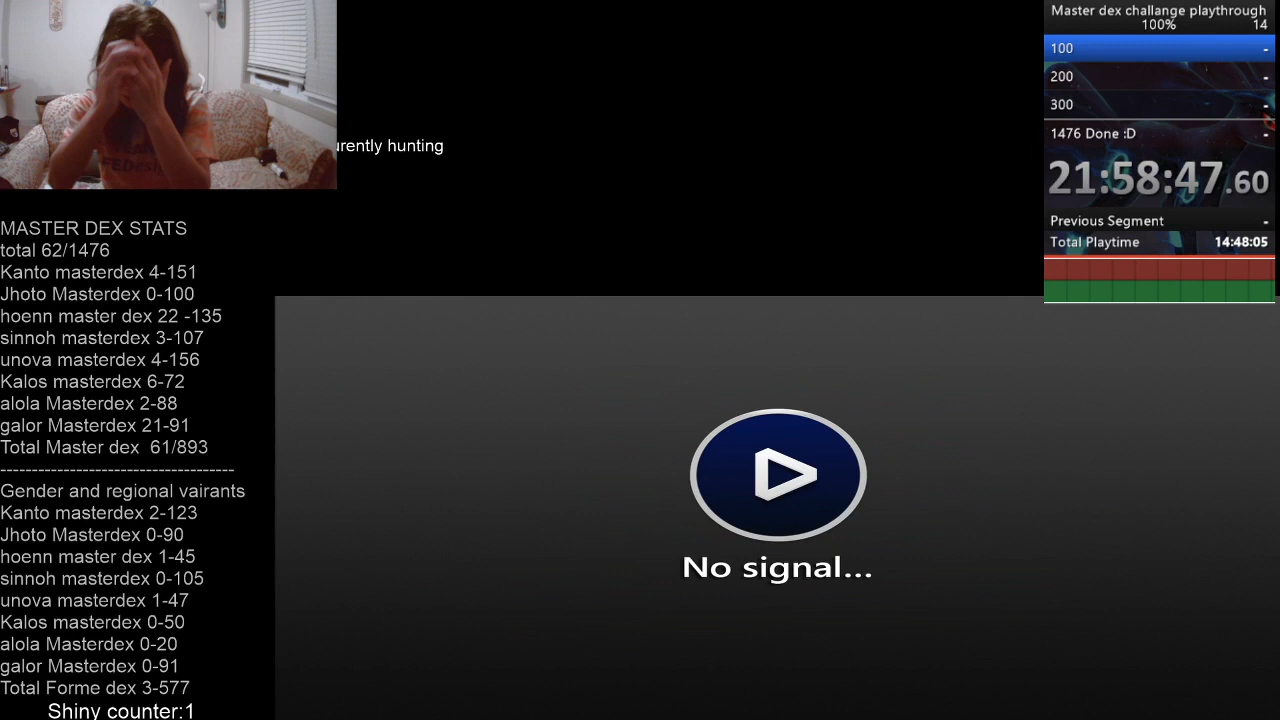 urently hunting
MASTER DEX STATS
total 62/1476
Kanto masterdex 4-151
Jhoto Masterdex 0-100
hoenn master dex 22 -135
sinnoh masterdex 3-107
unova masterdex 4-156
Kalos masterdex 6-72
alola Masterdex 2-88
galor Masterdex 21-91
Total Master dex  61/893
-------------------------------------
Gender and regional vairants
Kanto masterdex 2-123
Jhoto Masterdex 0-90
hoenn master dex 1-45
sinnoh masterdex 0-105
unova masterdex 1-47
Kalos masterdex 0-50
alola Masterdex 0-20
galor Masterdex 0-91
Total Forme dex 3-577
Shiny counter:1
No signal...
Master dex challange playthrough
100% 14
100 -
200 -
300 -
1476 Done :D -
21:58:47.60
Previous Segment -
Total Playtime 14:48:05